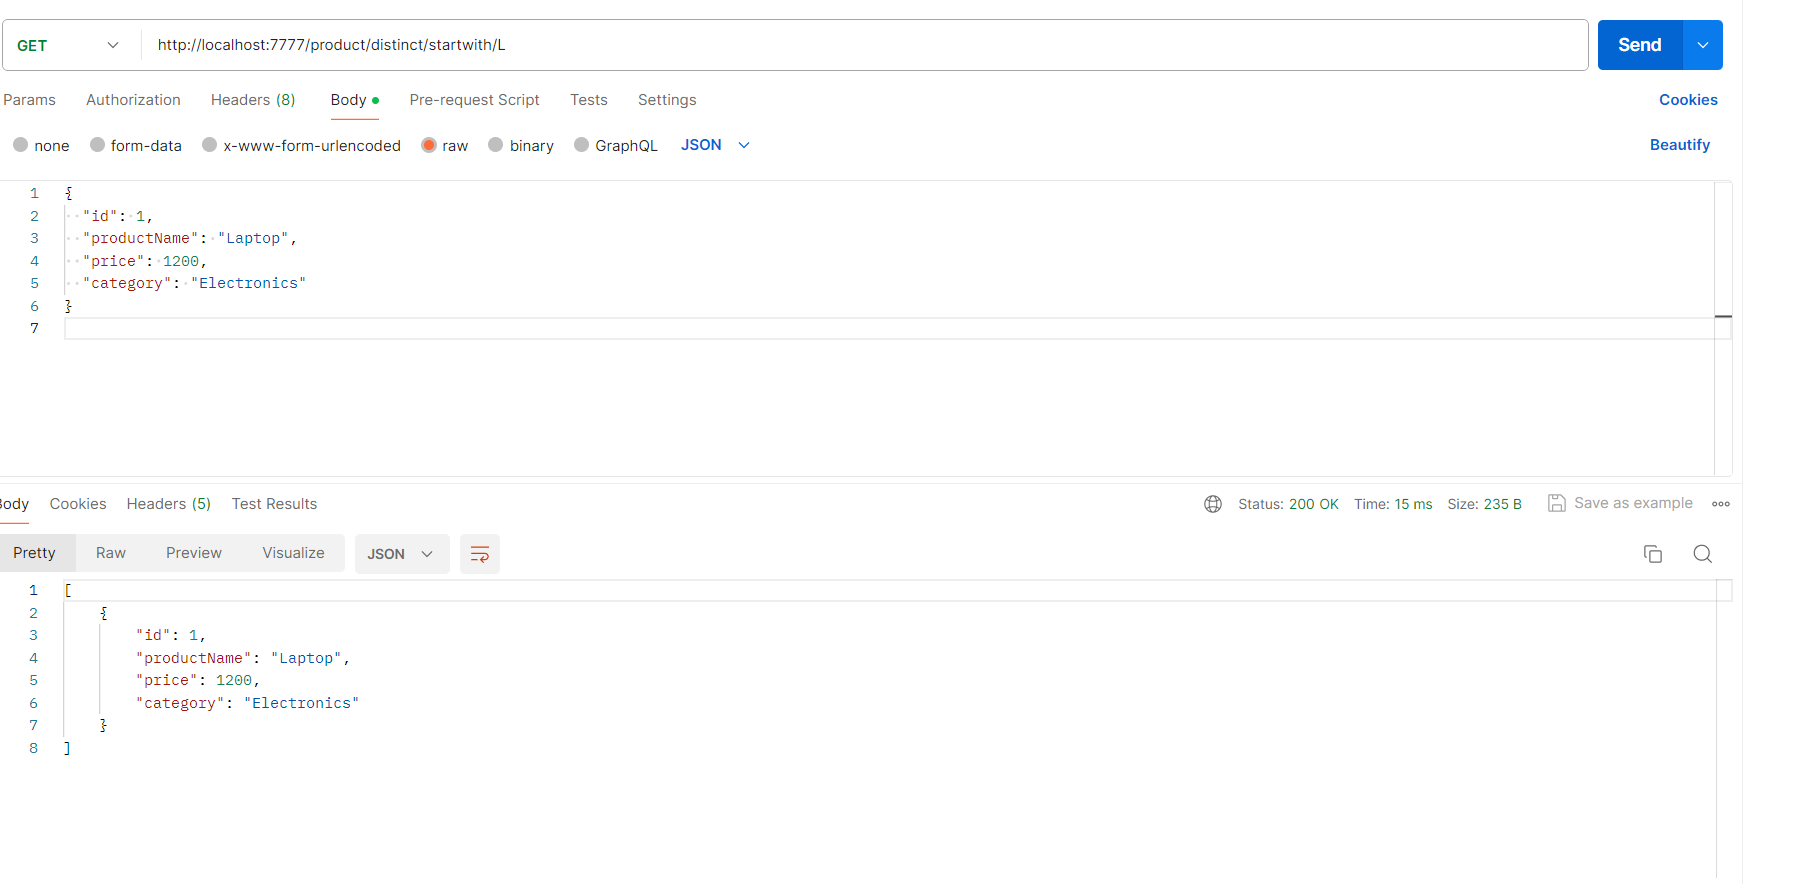 GET http://localhost:7777/product/distinct/startwith/L Send
Params Authorization Headers (8) Body Pre-request Script Tests Settings Cookies
none form-data x-www-form-urlencoded raw binary GraphQL JSON Beautify
1 {
2 "id": 1,
3 "productName": "Laptop",
4 "price": 1200,
5 "category": "Electronics"
6 }
7
Body Cookies Headers (5) Test Results Status: 200 OK Time: 15 ms Size: 235 B Save as example
Pretty Raw Preview Visualize JSON
1 [
2 {
3 "id": 1,
4 "productName": "Laptop",
5 "price": 1200,
6 "category": "Electronics"
7 }
8 ]